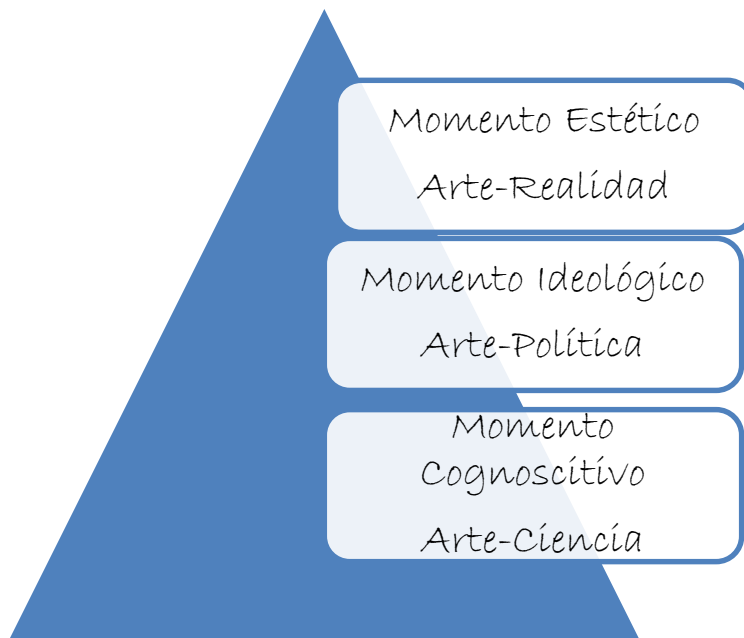 Momento Estético
Arte-Realidad
Momento Ideológico
Arte-Política
Momento
Cognoscitivo
Arte-Ciencia